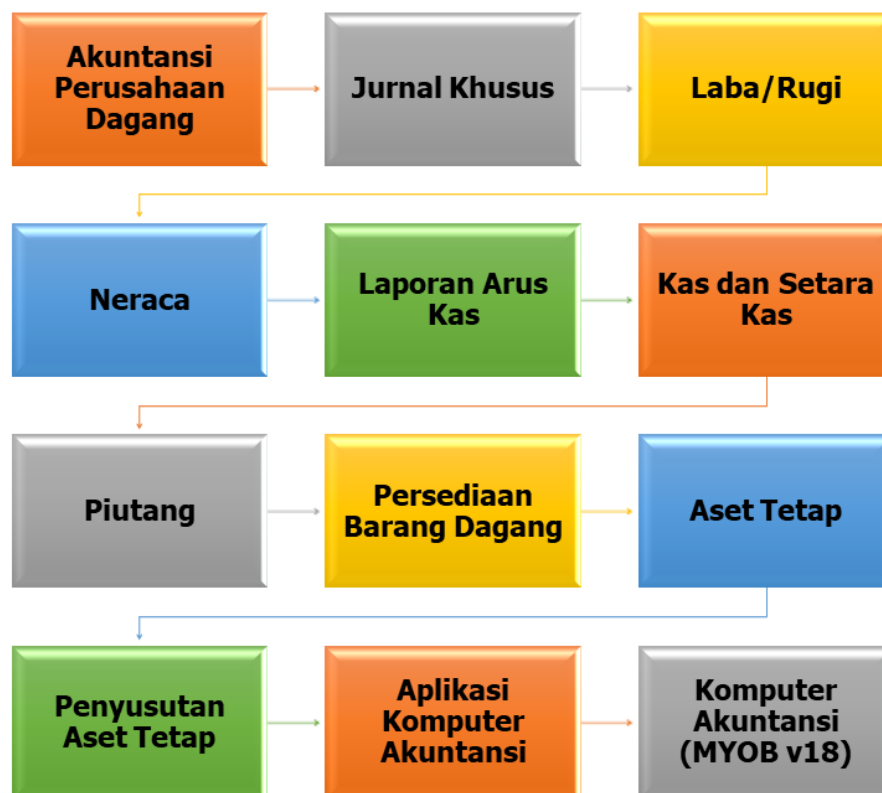 Akuntansi
Perusahaan
Dagang
Jurnal Khusus
Laba/Rugi
Neraca
Laporan Arus
Kas
Kas dan Setara
Kas
Piutang
Persediaan
Barang Dagang
Aset Tetap
Penyusutan
Aset Tetap
Aplikasi
Komputer
Akuntansi
Komputer
Akuntansi
(MYOB v18)